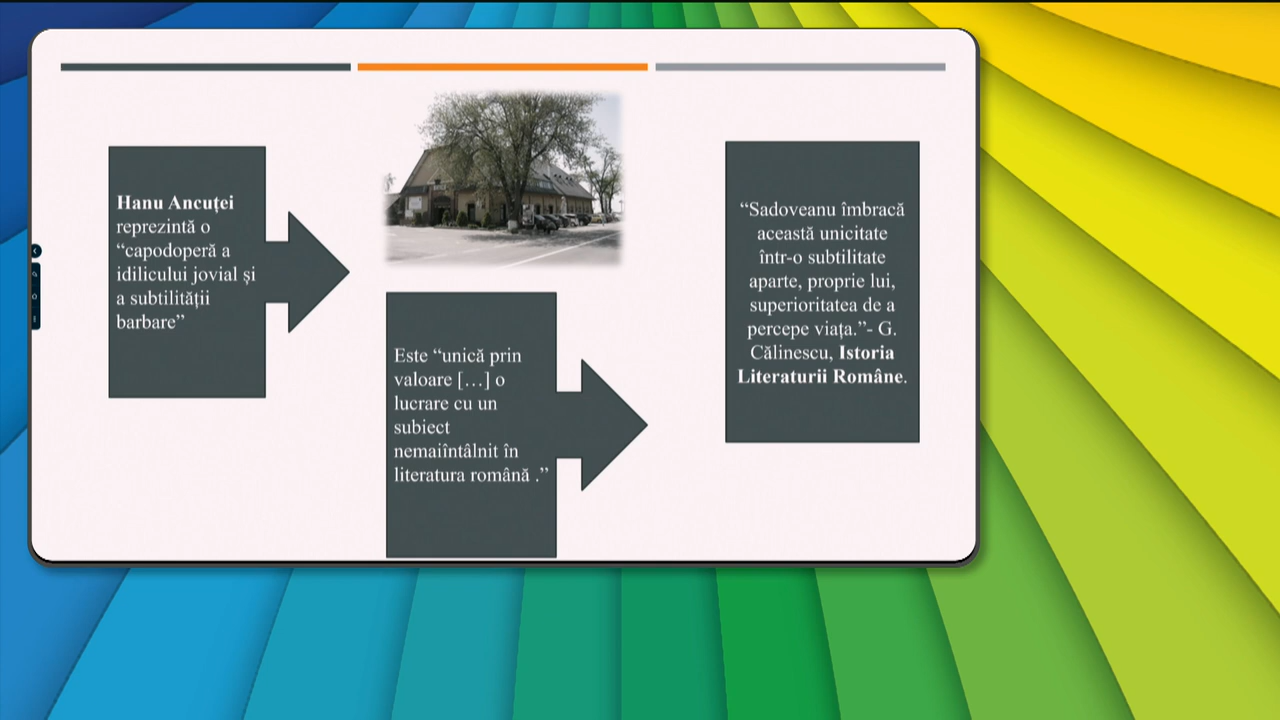 Hanu Ancuței
reprezintă o
“capodoperă a
idilicului jovial și
a subtilității
barbare”
Este “unică prin
valoare […] o
lucrare cu un
subiect
nemaiîntâlnit în
literatura română .”
“Sadoveanu îmbracă
această unicitate
într-o subtilitate
aparte, proprie lui,
superioritatea de a
percepe viața.”- G.
Călinescu, Istoria
Literaturii Române.